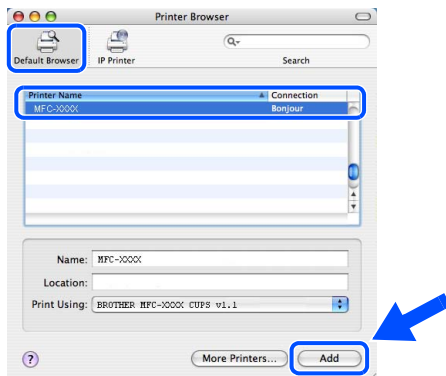 Printer Browser
Default Browser
IP Printer
Search
Printer Name
Connection
MFC-XXXX
Bonjour
Name:
MFC-XXXX
Location:
Print Using:
BROTHER MFC-XXXX CUPS v1.1
?
More Printers...
Add